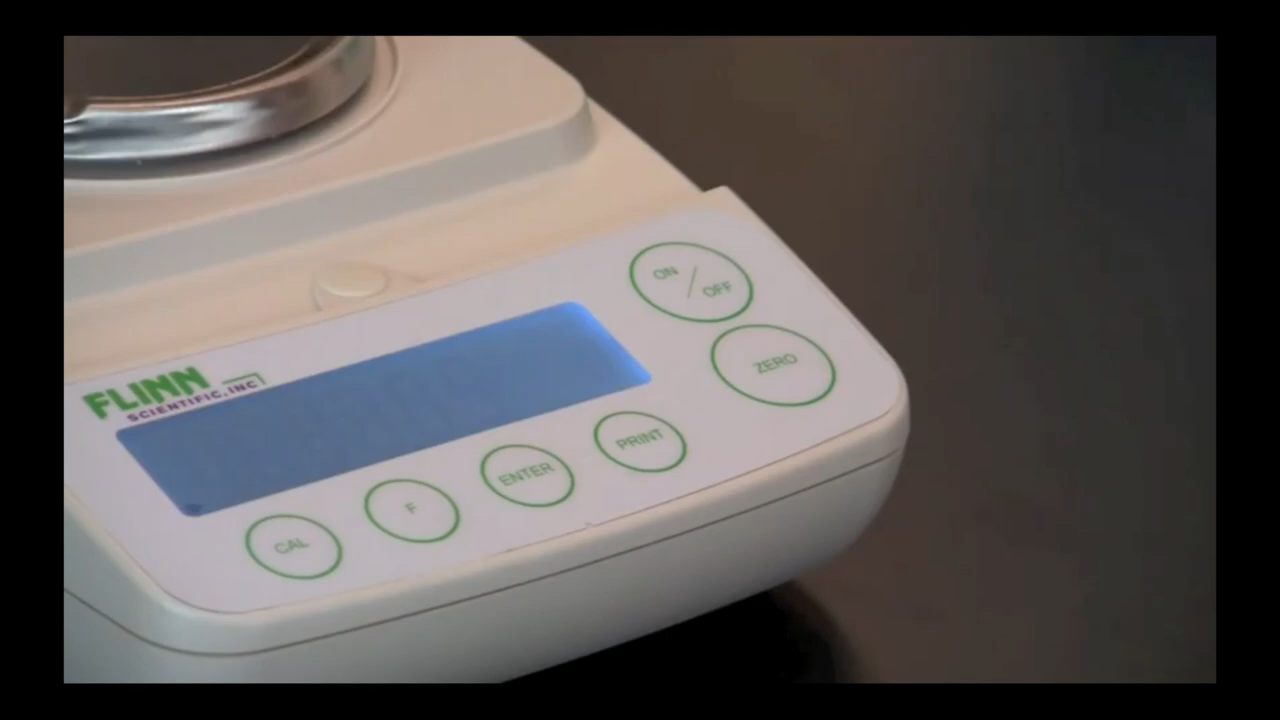 ON / OFF
ZERO
FLINN
SCIENTIFIC, INC
PRINT
ENTER
F
CAL